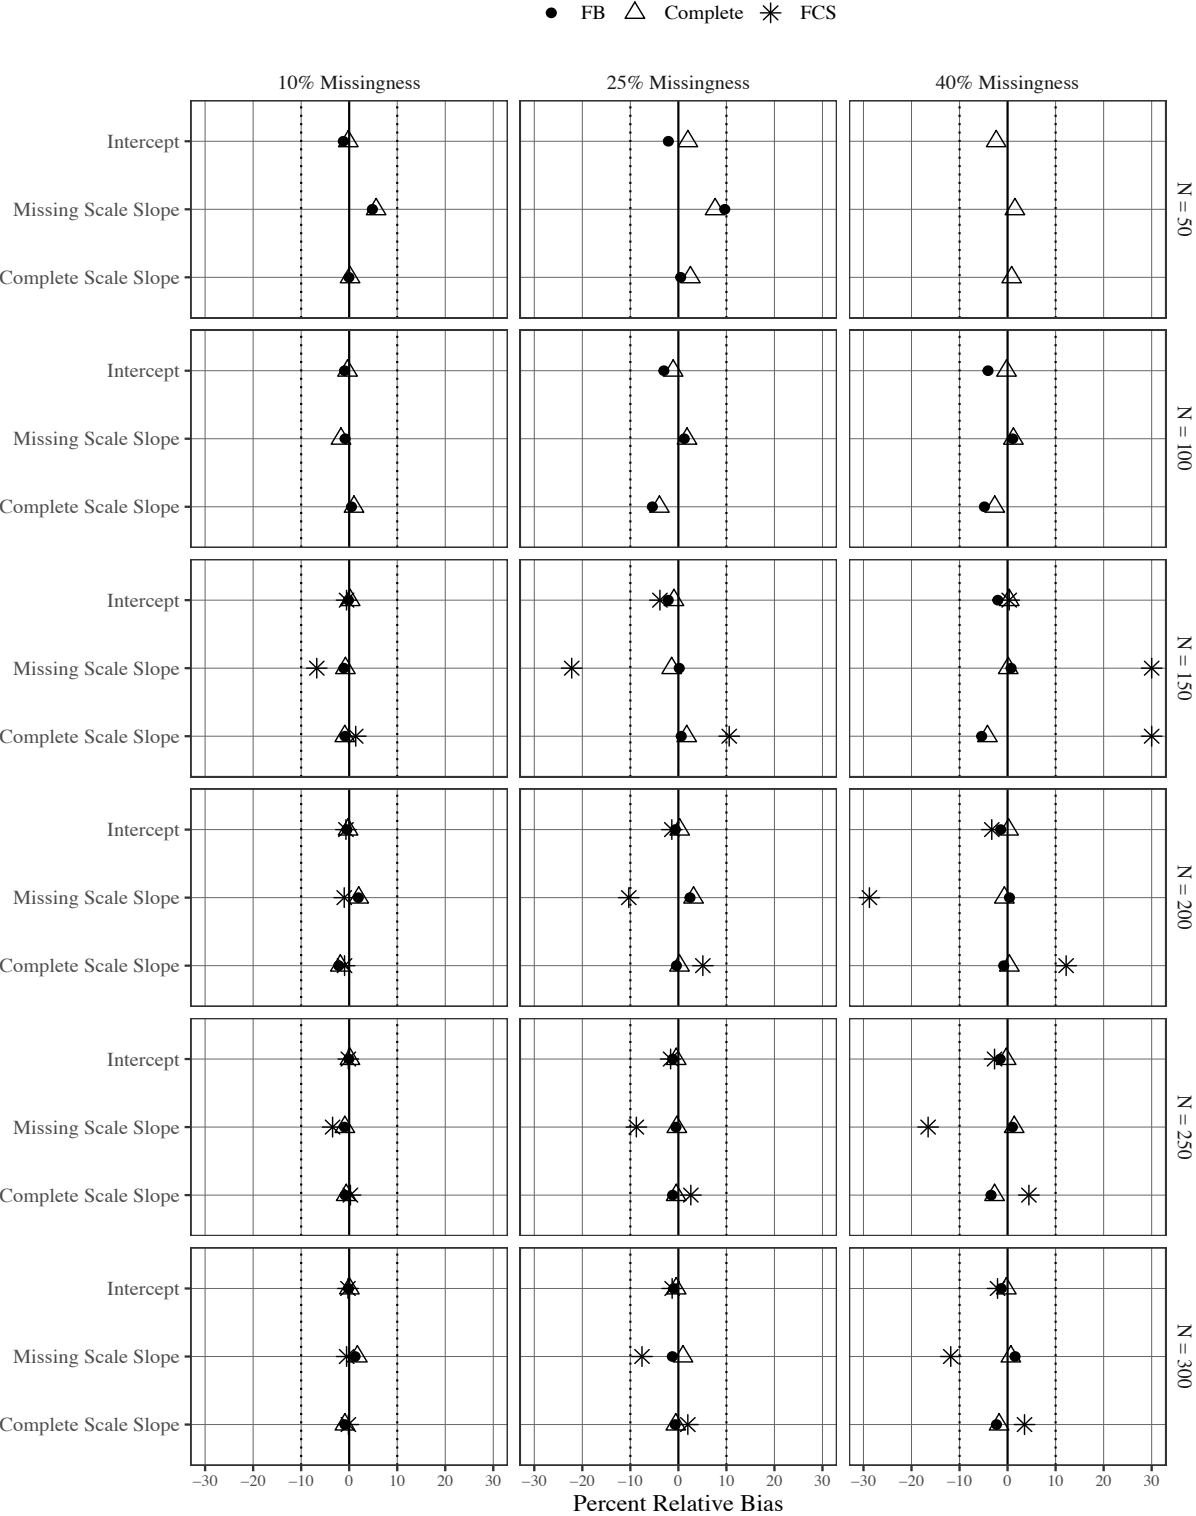 FB Complete FCS
10% Missingness 25% Missingness 40% Missingness
Intercept
Missing Scale Slope
Complete Scale Slope
N = 50
Intercept
Missing Scale Slope
Complete Scale Slope
N = 100
Intercept
Missing Scale Slope
Complete Scale Slope
N = 150
Intercept
Missing Scale Slope
Complete Scale Slope
N = 200
Intercept
Missing Scale Slope
Complete Scale Slope
N = 250
Intercept
Missing Scale Slope
Complete Scale Slope
N = 300
−30 −20 −10 0 10 20 30 −30 −20 −10 0 10 20 30 −30 −20 −10 0 10 20 30
Percent Relative Bias